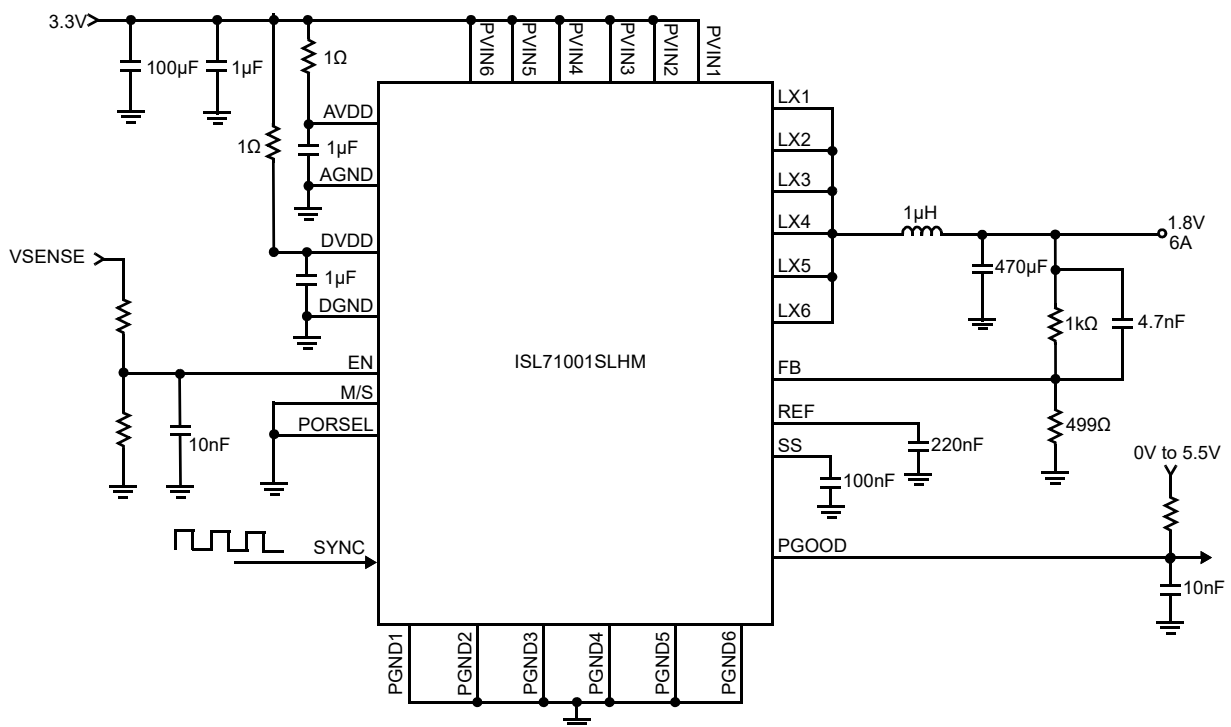 3.3V
100µF
1µF
1Ω
1Ω
PVIN6
PVIN5
PVIN4
PVIN3
PVIN2
PVIN1
AVDD
1µF
AGND
DVDD
1µF
DGND
VSENSE
EN
M/S
PORSEL
10nF
SYNC
ISL71001SLHM
LX1
LX2
LX3
LX4
LX5
LX6
1µH
1.8V
6A
470µF
1kΩ
4.7nF
FB
REF
220nF
499Ω
SS
100nF
0V to 5.5V
PGOOD
10nF
PGND1
PGND2
PGND3
PGND4
PGND5
PGND6